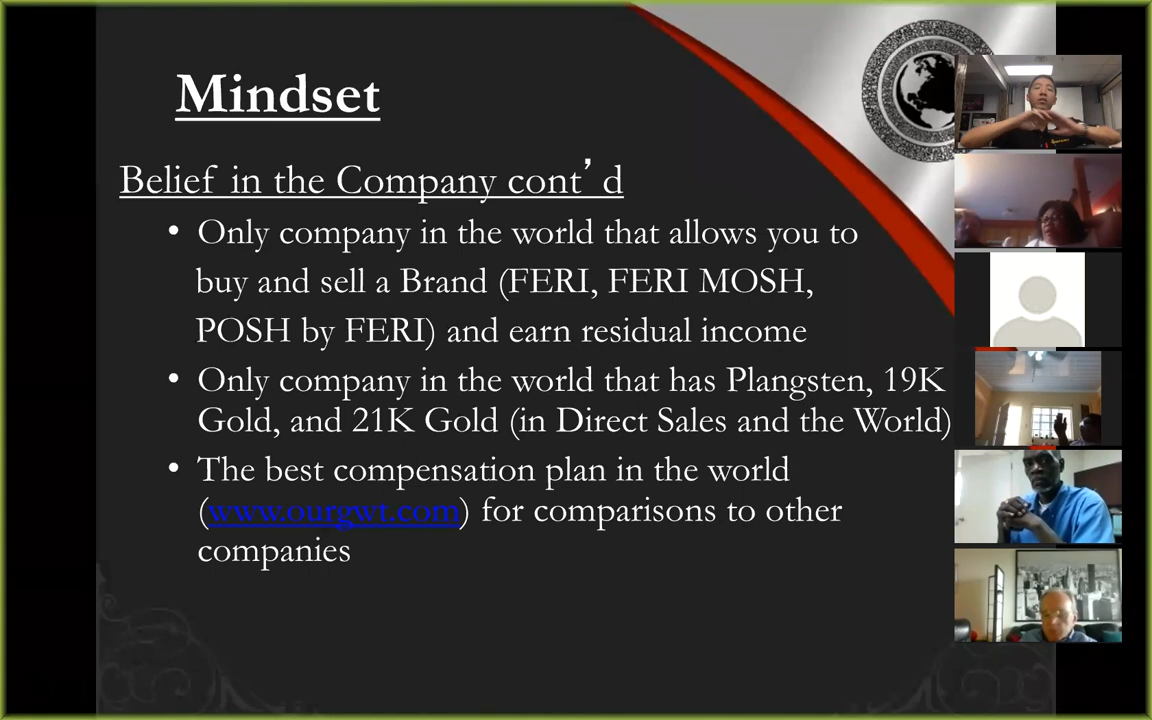 Mindset
Belief in the Company cont’d
• Only company in the world that allows you to
buy and sell a Brand (FERI, FERI MOSH,
POSH by FERI) and earn residual income
• Only company in the world that has Plangsten, 19K
Gold, and 21K Gold (in Direct Sales and the World)
• The best compensation plan in the world
(www.ourgwt.com) for comparisons to other
companies